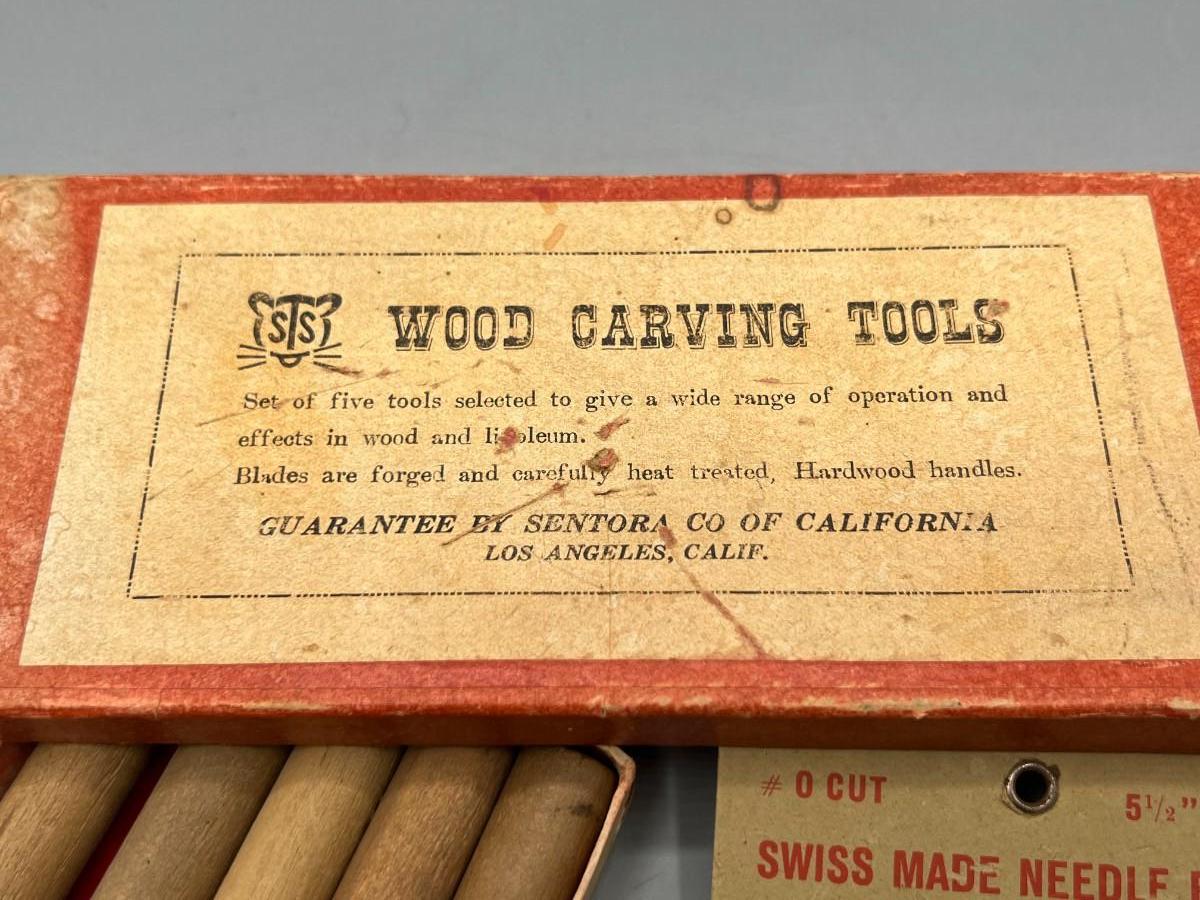 STS WOOD CARVING TOOLS
Set of five tools selected to give a wide range of operation and
effects in wood and linoleum.
Blades are forged and carefully heat treated, Hardwood handles.
GUARANTEE BY SENTORA CO OF CALIFORNIA
LOS ANGELES, CALIF.
# 0 CUT 5 1/2"
SWISS MADE NEEDLE